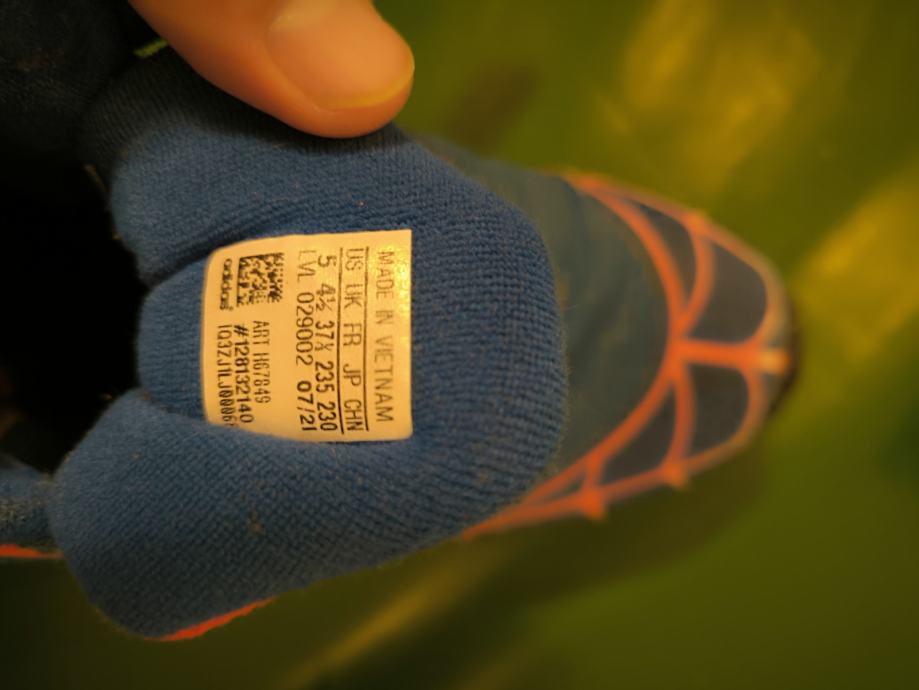 MADE IN VIETNAM
US UK FR JP CHN
5 4½ 37⅓ 235 230
LVL 029002 07/21
ART H67849
#128132140
adidas